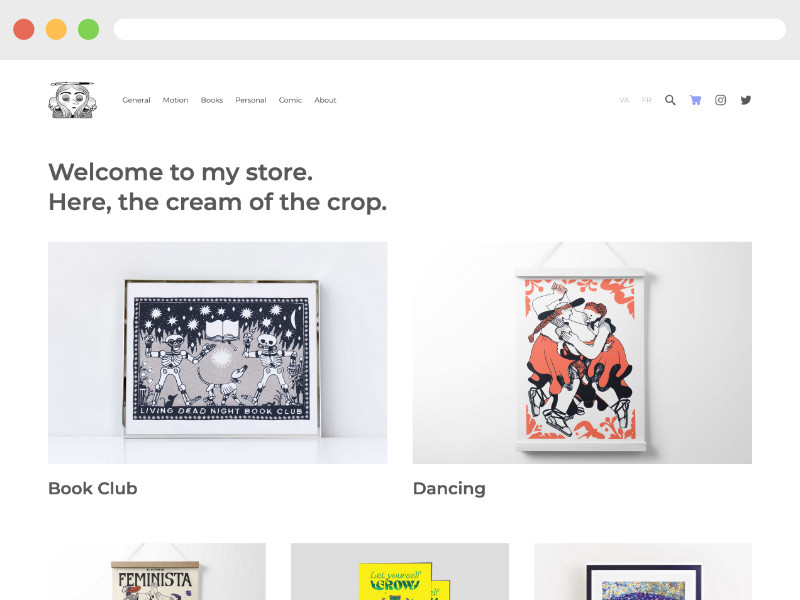 General Motion Books Personal Comic About VA FR
Welcome to my store.
Here, the cream of the crop.
LIVING DEAD NIGHT BOOK CLUB
Book Club
Dancing
FEMINISTA
Let yourself
GROW